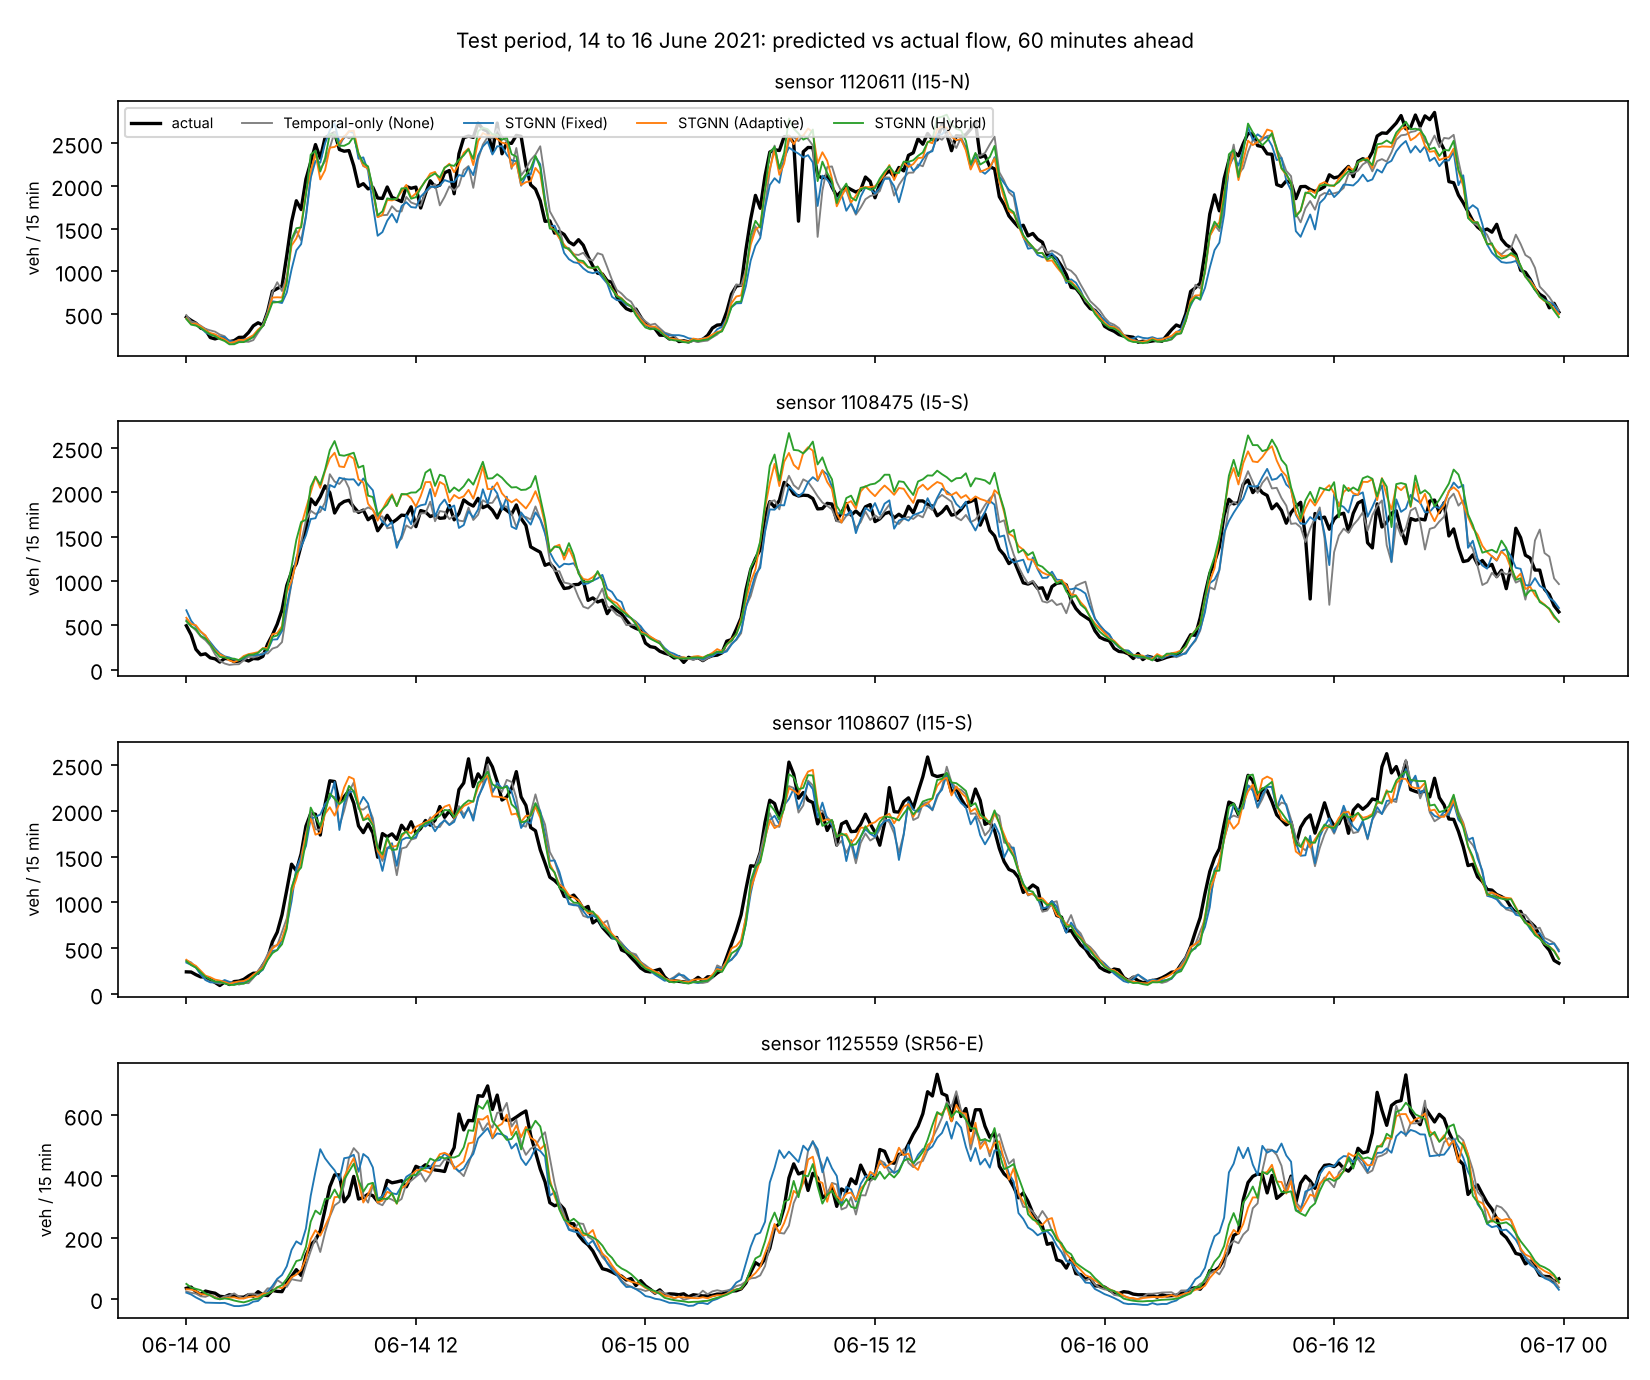 Test period, 14 to 16 June 2021: predicted vs actual flow, 60 minutes ahead
sensor 1120611 (I15-N)
actual Temporal-only (None) STGNN (Fixed) STGNN (Adaptive) STGNN (Hybrid)
2500
2000
1500
1000
500
veh / 15 min
sensor 1108475 (I5-S)
2500
2000
1500
1000
500
0
veh / 15 min
sensor 1108607 (I15-S)
2500
2000
1500
1000
500
0
veh / 15 min
sensor 1125559 (SR56-E)
600
400
200
0
veh / 15 min
06-14 00 06-14 12 06-15 00 06-15 12 06-16 00 06-16 12 06-17 00